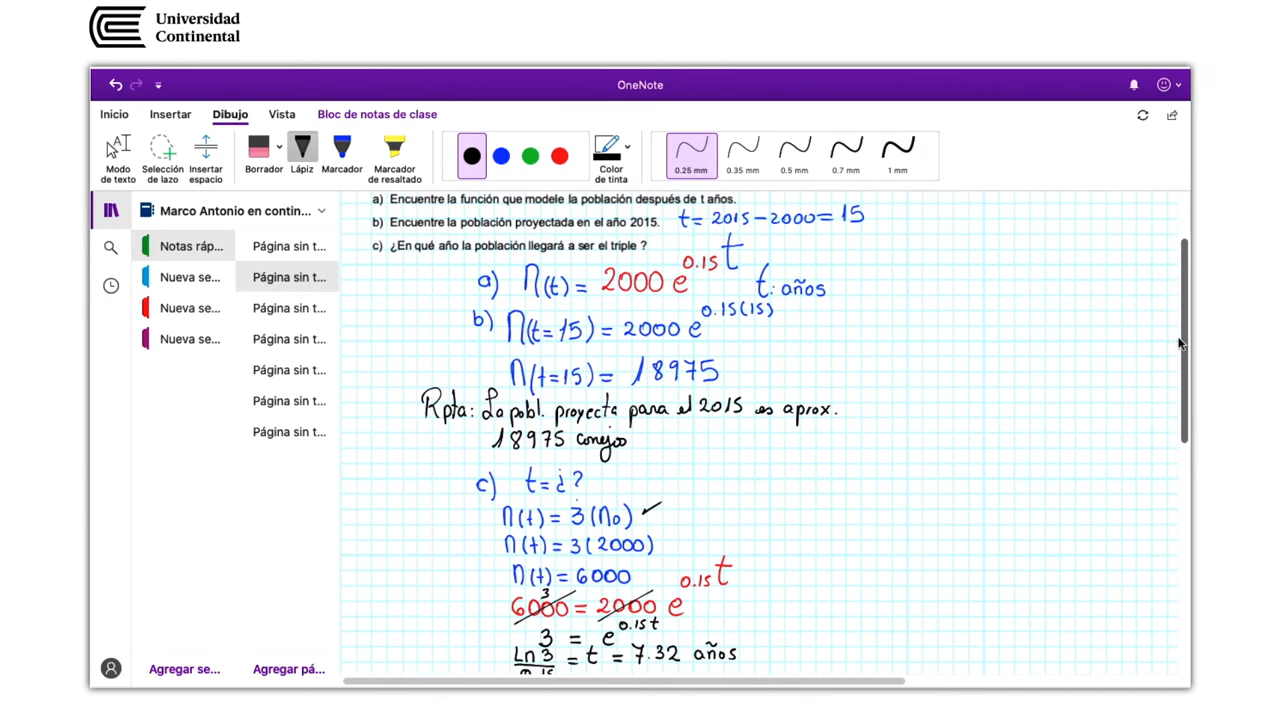 Universidad
Continental
OneNote
Inicio Insertar Dibujo Vista Bloc de notas de clase
Modo de texto Selección de lazo Insertar espacio Borrador Lápiz Marcador Marcador de resaltado Color de tinta 0.25 mm 0.35 mm 0.5 mm 0.7 mm 1 mm
Marco Antonio en contin...
Notas ráp... Página sin t...
Nueva se... Página sin t...
Nueva se... Página sin t...
Nueva se... Página sin t...
Página sin t...
Página sin t...
Página sin t...
Agregar se... Agregar pá...
a) Encuentre la función que modele la población después de t años.
b) Encuentre la población proyectada en el año 2015. t = 2015 - 2000 = 15
c) ¿En qué año la población llegará a ser el triple ?
a) n(t) = 2000 e^0.15 t t: años
b) n(t=15) = 2000 e^0.15(15)
n(t=15) = 18975
Rpta: La pobl. proyecta para el 2015 es aprox.
18975 conejos
c) t = ¿?
n(t) = 3(no) ✓
n(t) = 3(2000)
n(t) = 6000
3
6000 = 2000 e^0.15 t
3 = e^0.15t
Ln 3 = t = 7.32 años